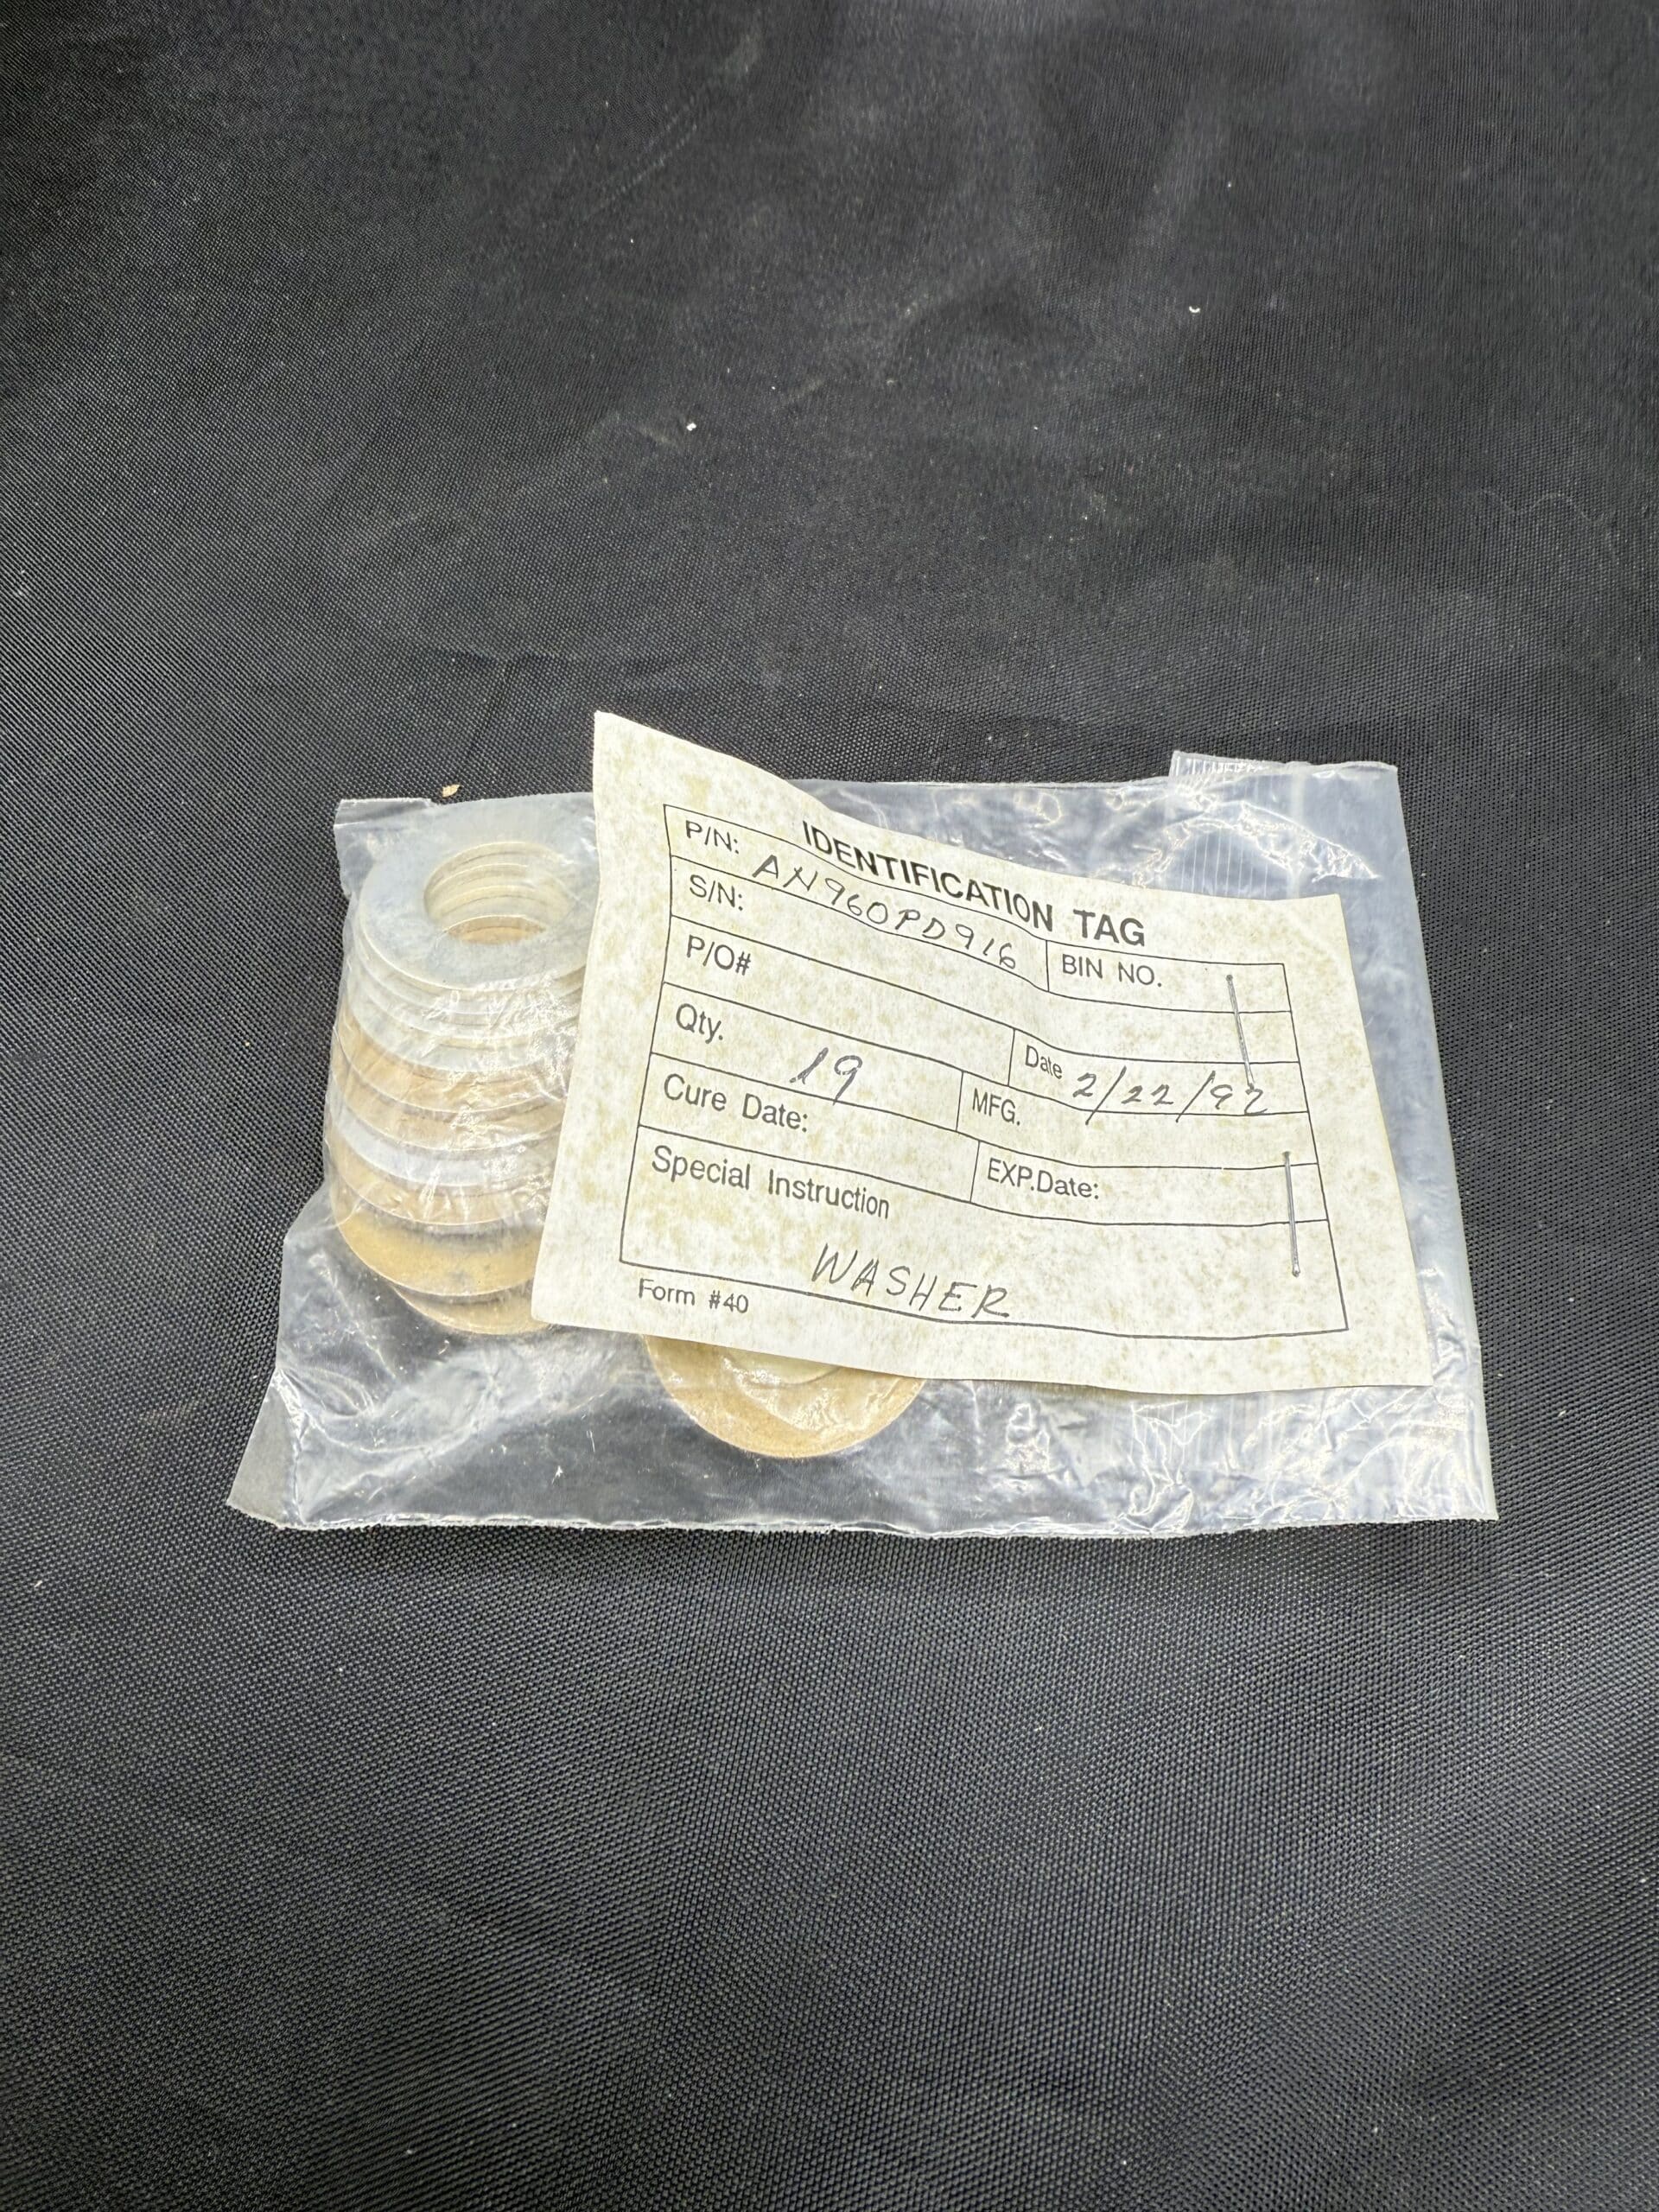 IDENTIFICATION TAG
P/N: AN960PD916
BIN NO.
S/N:
P/O#
Date 2/22/92
Qty. 19
MFG.
Cure Date:
EXP.Date:
Special Instruction
WASHER
Form #40